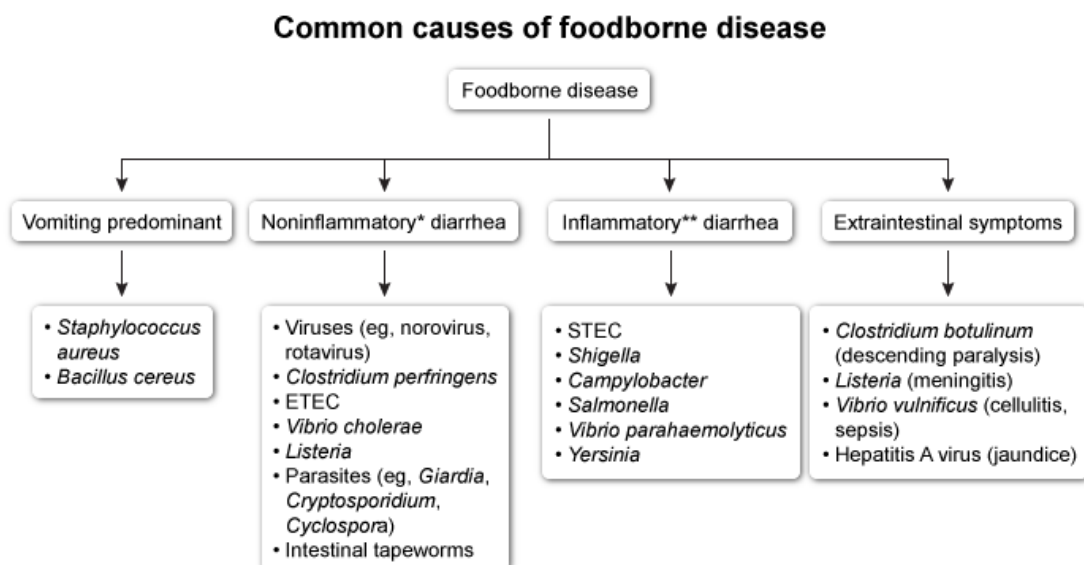 Common causes of foodborne disease
Foodborne disease
Vomiting predominant
Noninflammatory* diarrhea
Inflammatory** diarrhea
Extraintestinal symptoms
• Staphylococcus
aureus
• Bacillus cereus
• Viruses (eg, norovirus,
rotavirus)
• Clostridium perfringens
• ETEC
• Vibrio cholerae
• Listeria
• Parasites (eg, Giardia,
Cryptosporidium,
Cyclospora)
• Intestinal tapeworms
• STEC
• Shigella
• Campylobacter
• Salmonella
• Vibrio parahaemolyticus
• Yersinia
• Clostridium botulinum
(descending paralysis)
• Listeria (meningitis)
• Vibrio vulnificus (cellulitis,
sepsis)
• Hepatitis A virus (jaundice)